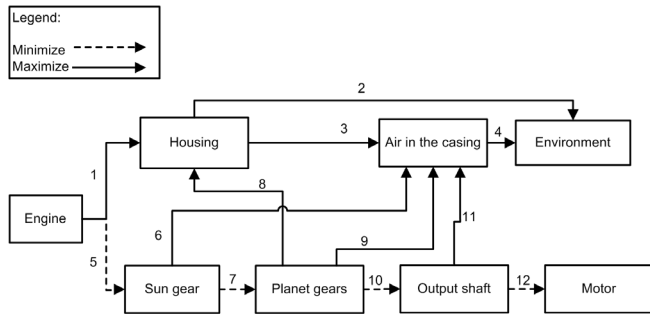 Legend:
Minimize
Maximize
2
Housing
3
Air in the casing
4
Environment
1
8
Engine
6
9
11
5
Sun gear
7
Planet gears
10
Output shaft
12
Motor